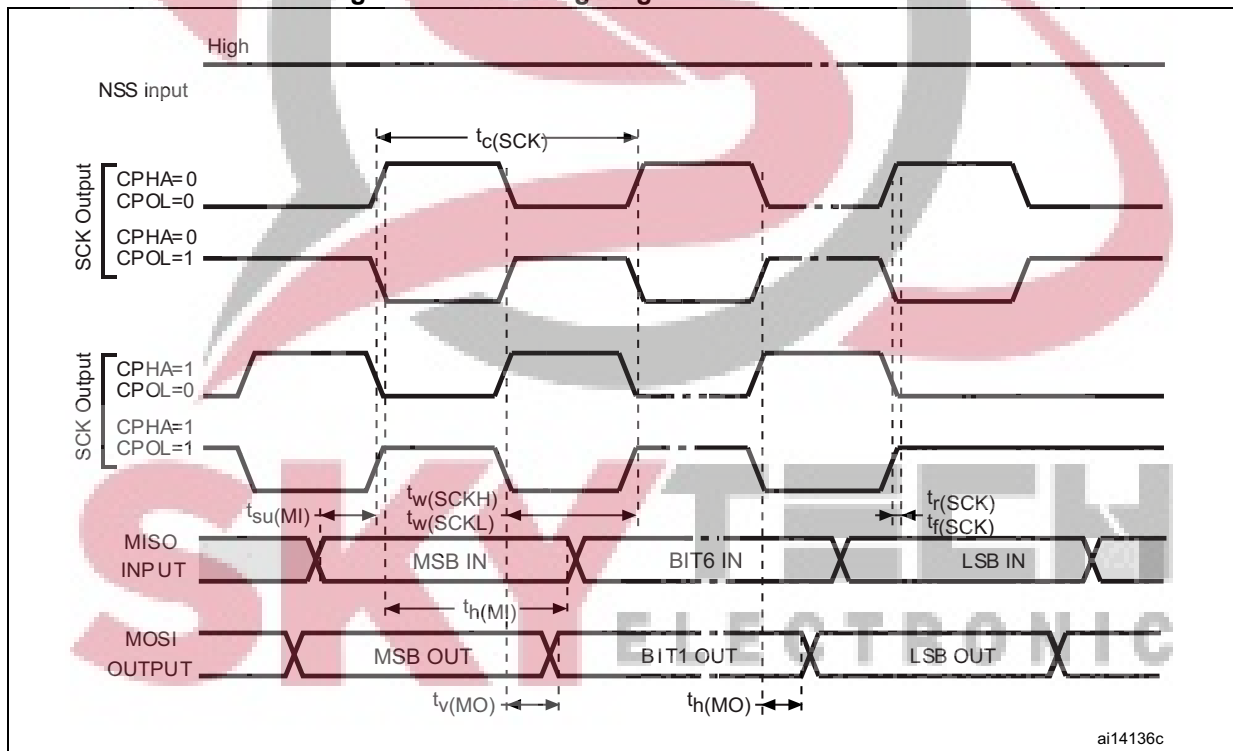 High
NSS input
tc(SCK)
SCK Output
CPHA=0
CPOL=0
CPHA=0
CPOL=1
SCK Output
CPHA=1
CPOL=0
CPHA=1
CPOL=1
tsu(MI)
tw(SCKH)
tw(SCKL)
tr(SCK)
tf(SCK)
MISO
INPUT
MSB IN
BIT6 IN
LSB IN
th(MI)
MOSI
OUTPUT
MSB OUT
BIT1 OUT
LSB OUT
tv(MO)
th(MO)
ai14136c
SKYTECH
ELECTRONIC